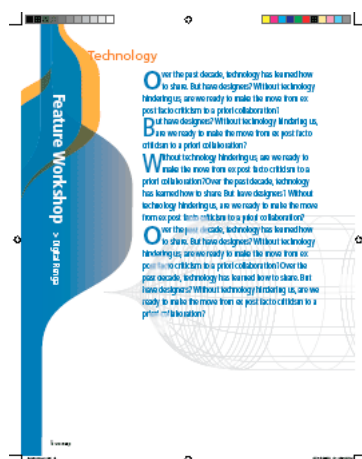 Technology
Over the past decade, technology has learned how
to share. But have designers? Without technology
hindering us, are we ready to make the move from ex
post facto criticism to a priori collaboration?
But have designers? Without technology hindering us,
are we ready to make the move from ex post facto
criticism to a priori collaboration?
Without technology hindering us, are we ready to
make the move from ex post facto criticism to a
priori collaboration? Over the past decade, technology
has learned how to share. But have designers? Without
technology hindering us, are we ready to make the move
from ex post facto criticism to a priori collaboration?
Over the past decade, technology has learned how
to share. But have designers? Without technology
hindering us, are we ready to make the move from ex
post facto criticism to a priori collaboration? Over the
past decade, technology has learned how to share. But
have designers? Without technology hindering us, are we
ready to make the move from ex post facto criticism to a
priori collaboration?
Feature Workshop > Digital Range